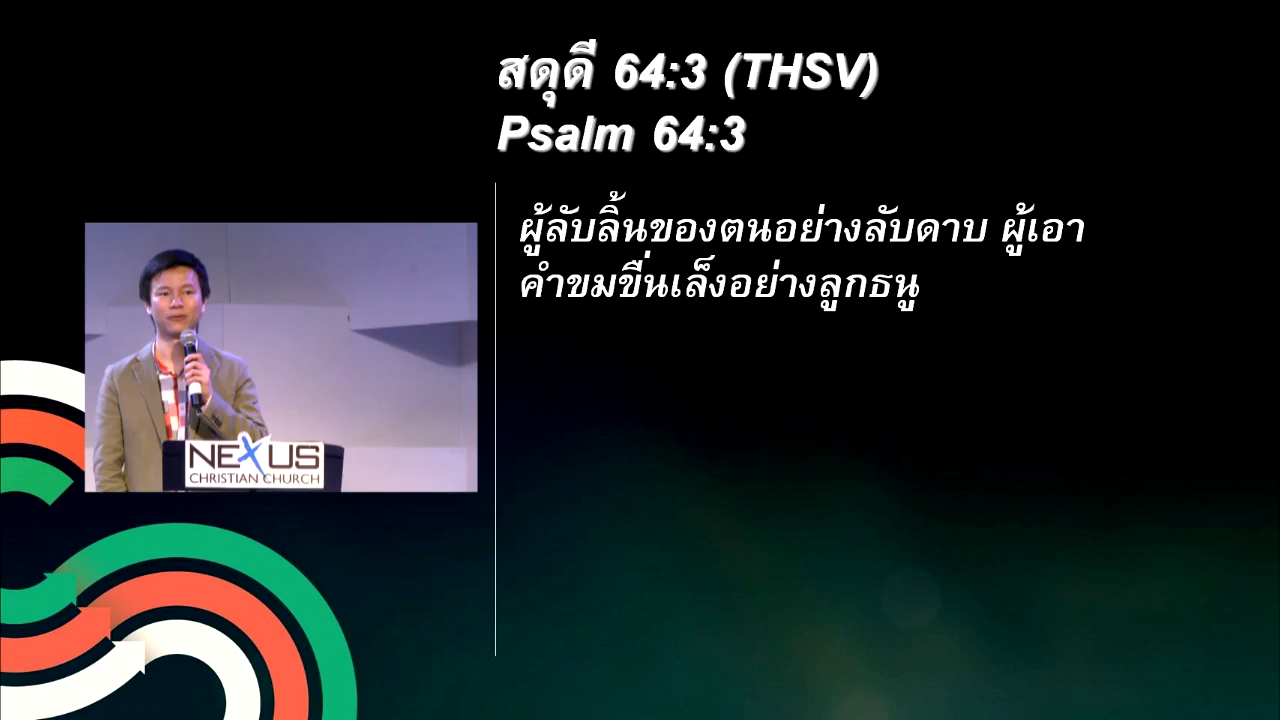 สดุดี 64:3 (THSV)
Psalm 64:3
ผู้ลับลิ้นของตนอย่างลับดาบ ผู้เอา
คำขมขื่นเล็งอย่างลูกธนู
NEXUS
CHRISTIAN CHURCH